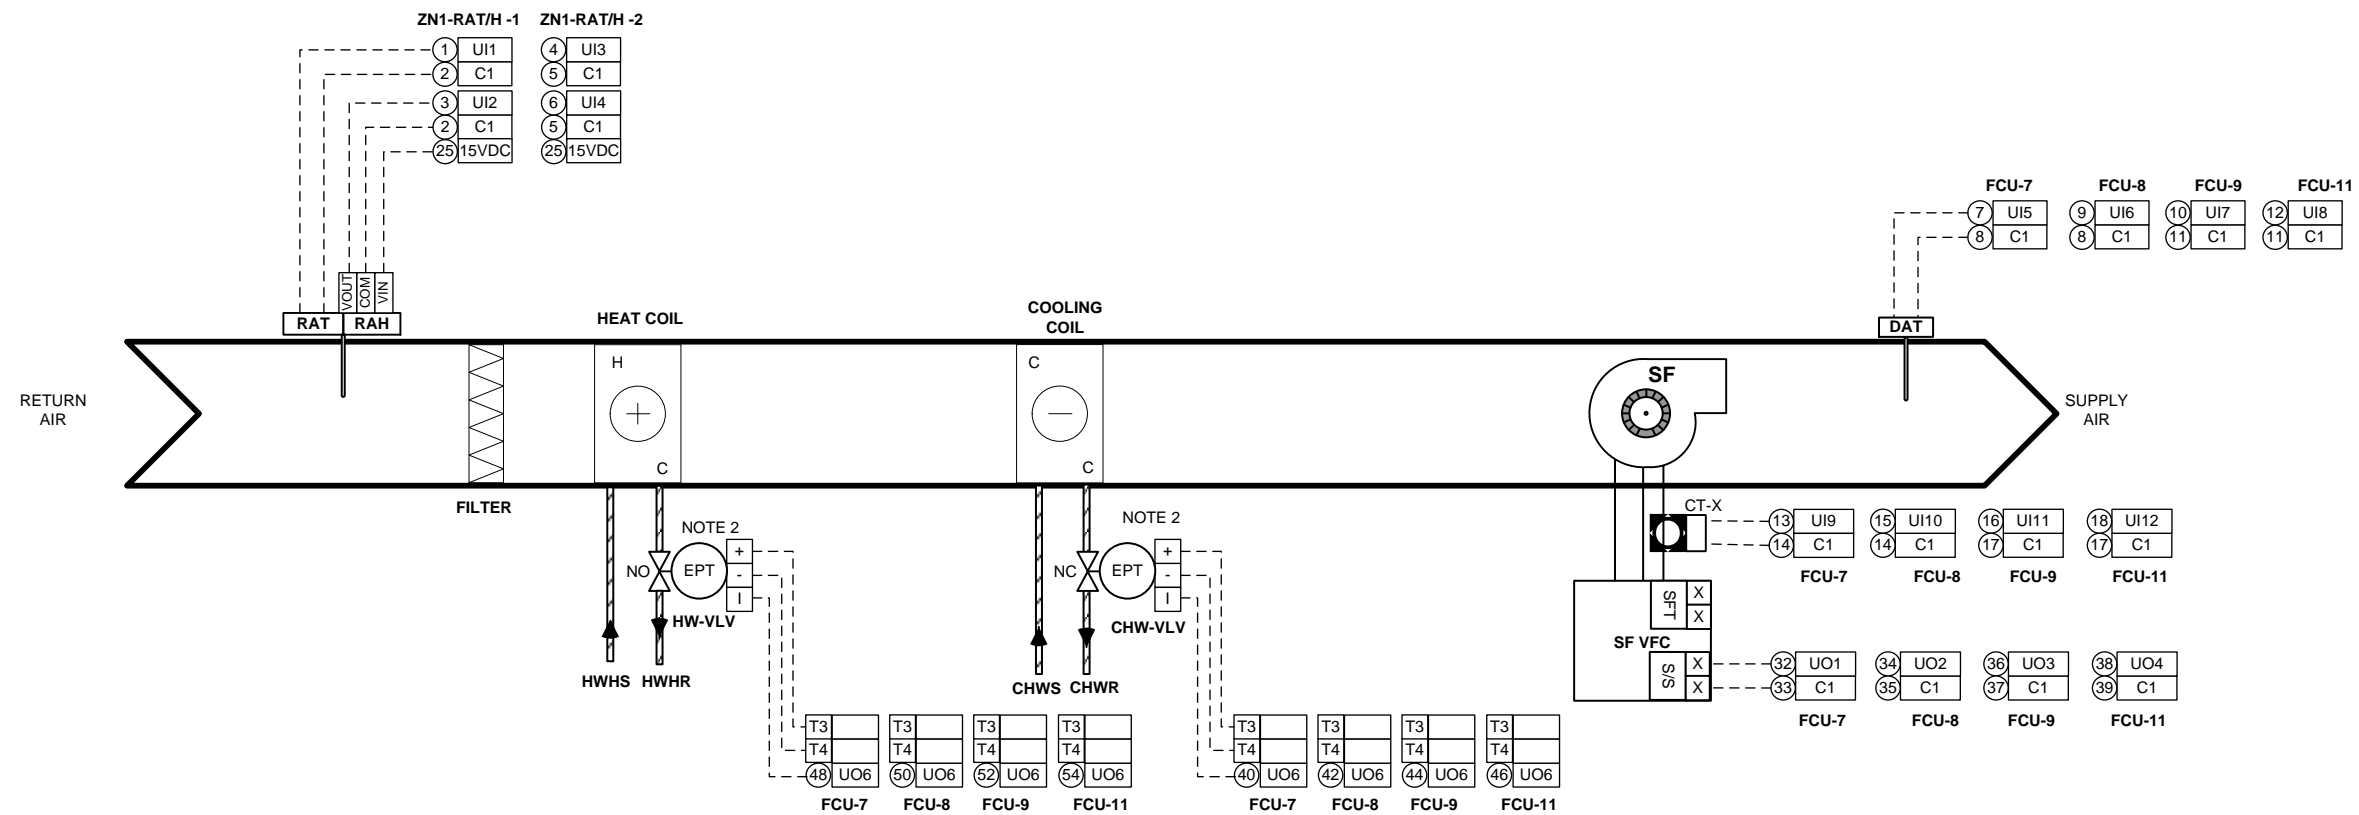 ZN1-RAT/H -1 ZN1-RAT/H -2
1 UI1 4 UI3
2 C1 5 C1
3 UI2 6 UI4
2 C1 5 C1
25 15VDC 25 15VDC
FCU-7 FCU-8 FCU-9 FCU-11
7 UI5 9 UI6 10 UI7 12 UI8
8 C1 8 C1 11 C1 11 C1
VOUT COM VIN
RAT RAH
HEAT COIL
COOLING
COIL
DAT
H
C
SF
RETURN
AIR
SUPPLY
AIR
C
C
FILTER
CT-X
NOTE 2
NOTE 2
13 UI9 15 UI10 16 UI11 18 UI12
14 C1 14 C1 17 C1 17 C1
FCU-7 FCU-8 FCU-9 FCU-11
NO EPT + - I
NC EPT + - I
HW-VLV
CHW-VLV
SFT X X
SF VFC
S/S X X
32 UO1 34 UO2 36 UO3 38 UO4
33 C1 35 C1 37 C1 39 C1
FCU-7 FCU-8 FCU-9 FCU-11
HWHS HWHR
CHWS CHWR
T3 T3 T3 T3 T3 T3 T3 T3
T4 T4 T4 T4 T4 T4 T4 T4
48 UO6 50 UO6 52 UO6 54 UO6 40 UO6 42 UO6 44 UO6 46 UO6
FCU-7 FCU-8 FCU-9 FCU-11 FCU-7 FCU-8 FCU-9 FCU-11